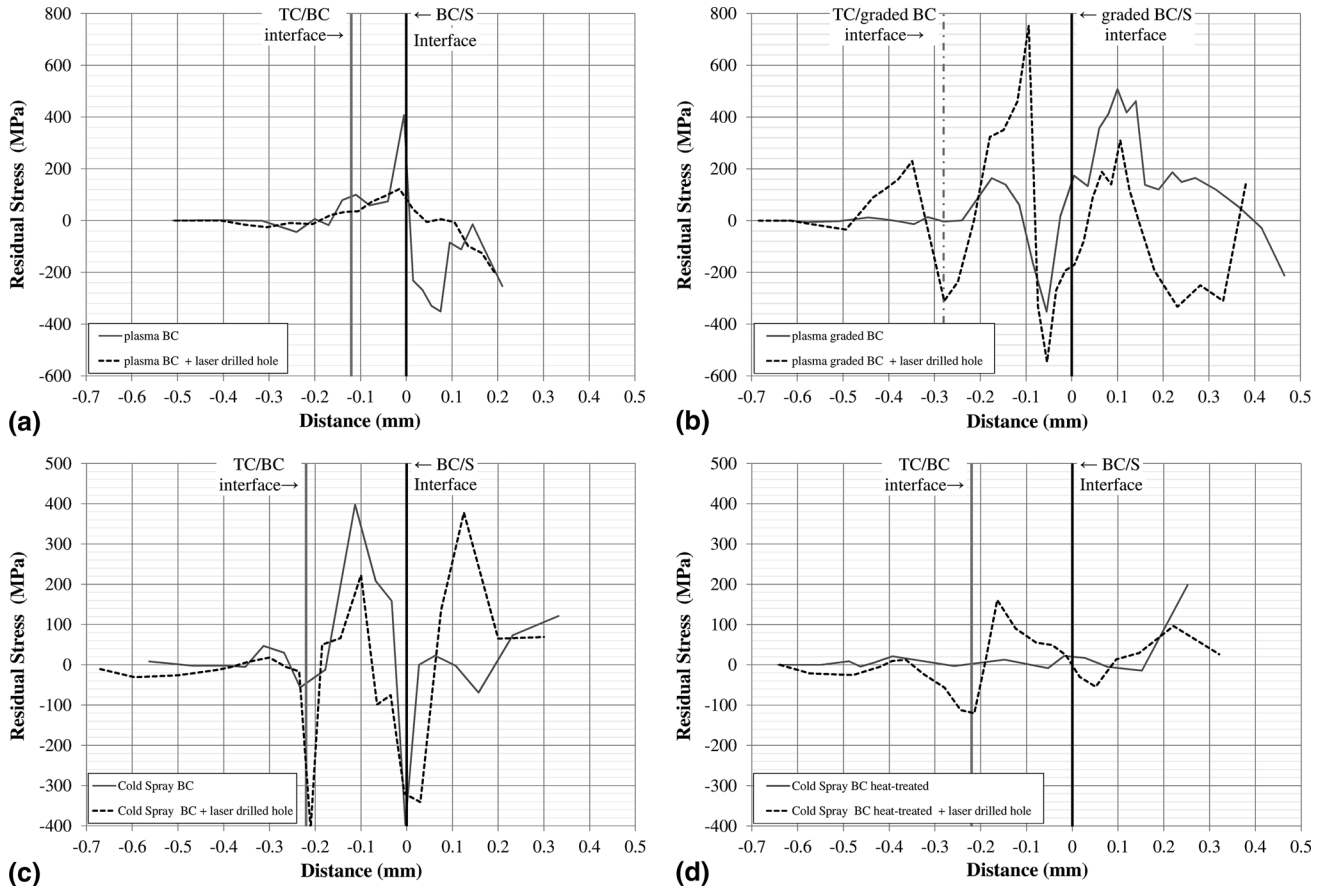 TC/BC
interface→
← BC/S
Interface
Residual Stress (MPa)
800
600
400
200
0
-200
-400
-600
plasma BC
plasma BC + laser drilled hole
-0.7 -0.6 -0.5 -0.4 -0.3 -0.2 -0.1 0 0.1 0.2 0.3 0.4 0.5
Distance (mm)
(a)
TC/graded BC
interface→
← graded BC/S
interface
Residual Stress (MPa)
800
600
400
200
0
-200
-400
-600
plasma graded BC
plasma graded BC + laser drilled hole
-0.7 -0.6 -0.5 -0.4 -0.3 -0.2 -0.1 0 0.1 0.2 0.3 0.4 0.5
Distance (mm)
(b)
TC/BC
interface→
← BC/S
Interface
Residual Stress (MPa)
500
400
300
200
100
0
-100
-200
-300
-400
Cold Spray BC
Cold Spray BC + laser drilled hole
-0.7 -0.6 -0.5 -0.4 -0.3 -0.2 -0.1 0 0.1 0.2 0.3 0.4 0.5
Distance (mm)
(c)
TC/BC
interface→
← BC/S
Interface
Residual Stress (MPa)
500
400
300
200
100
0
-100
-200
-300
-400
Cold Spray BC heat-treated
Cold Spray BC heat-treated + laser drilled hole
-0.7 -0.6 -0.5 -0.4 -0.3 -0.2 -0.1 0 0.1 0.2 0.3 0.4 0.5
Distance (mm)
(d)